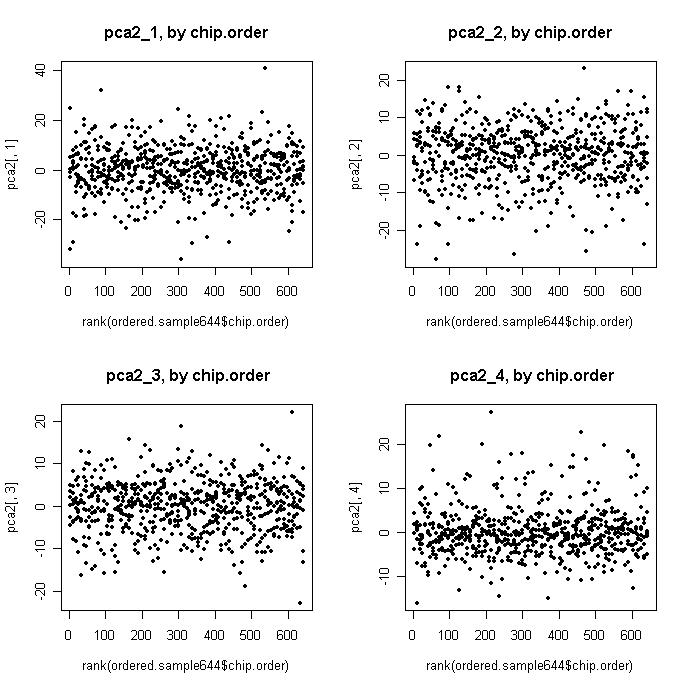 pca2_1, by chip.order
pca2[, 1]
40
20
0
-20
0 100 200 300 400 500 600
rank(ordered.sample644$chip.order)
pca2_2, by chip.order
pca2[, 2]
20
10
0
-10
-20
0 100 200 300 400 500 600
rank(ordered.sample644$chip.order)
pca2_3, by chip.order
pca2[, 3]
20
10
0
-10
-20
0 100 200 300 400 500 600
rank(ordered.sample644$chip.order)
pca2_4, by chip.order
pca2[, 4]
20
10
0
-10
0 100 200 300 400 500 600
rank(ordered.sample644$chip.order)